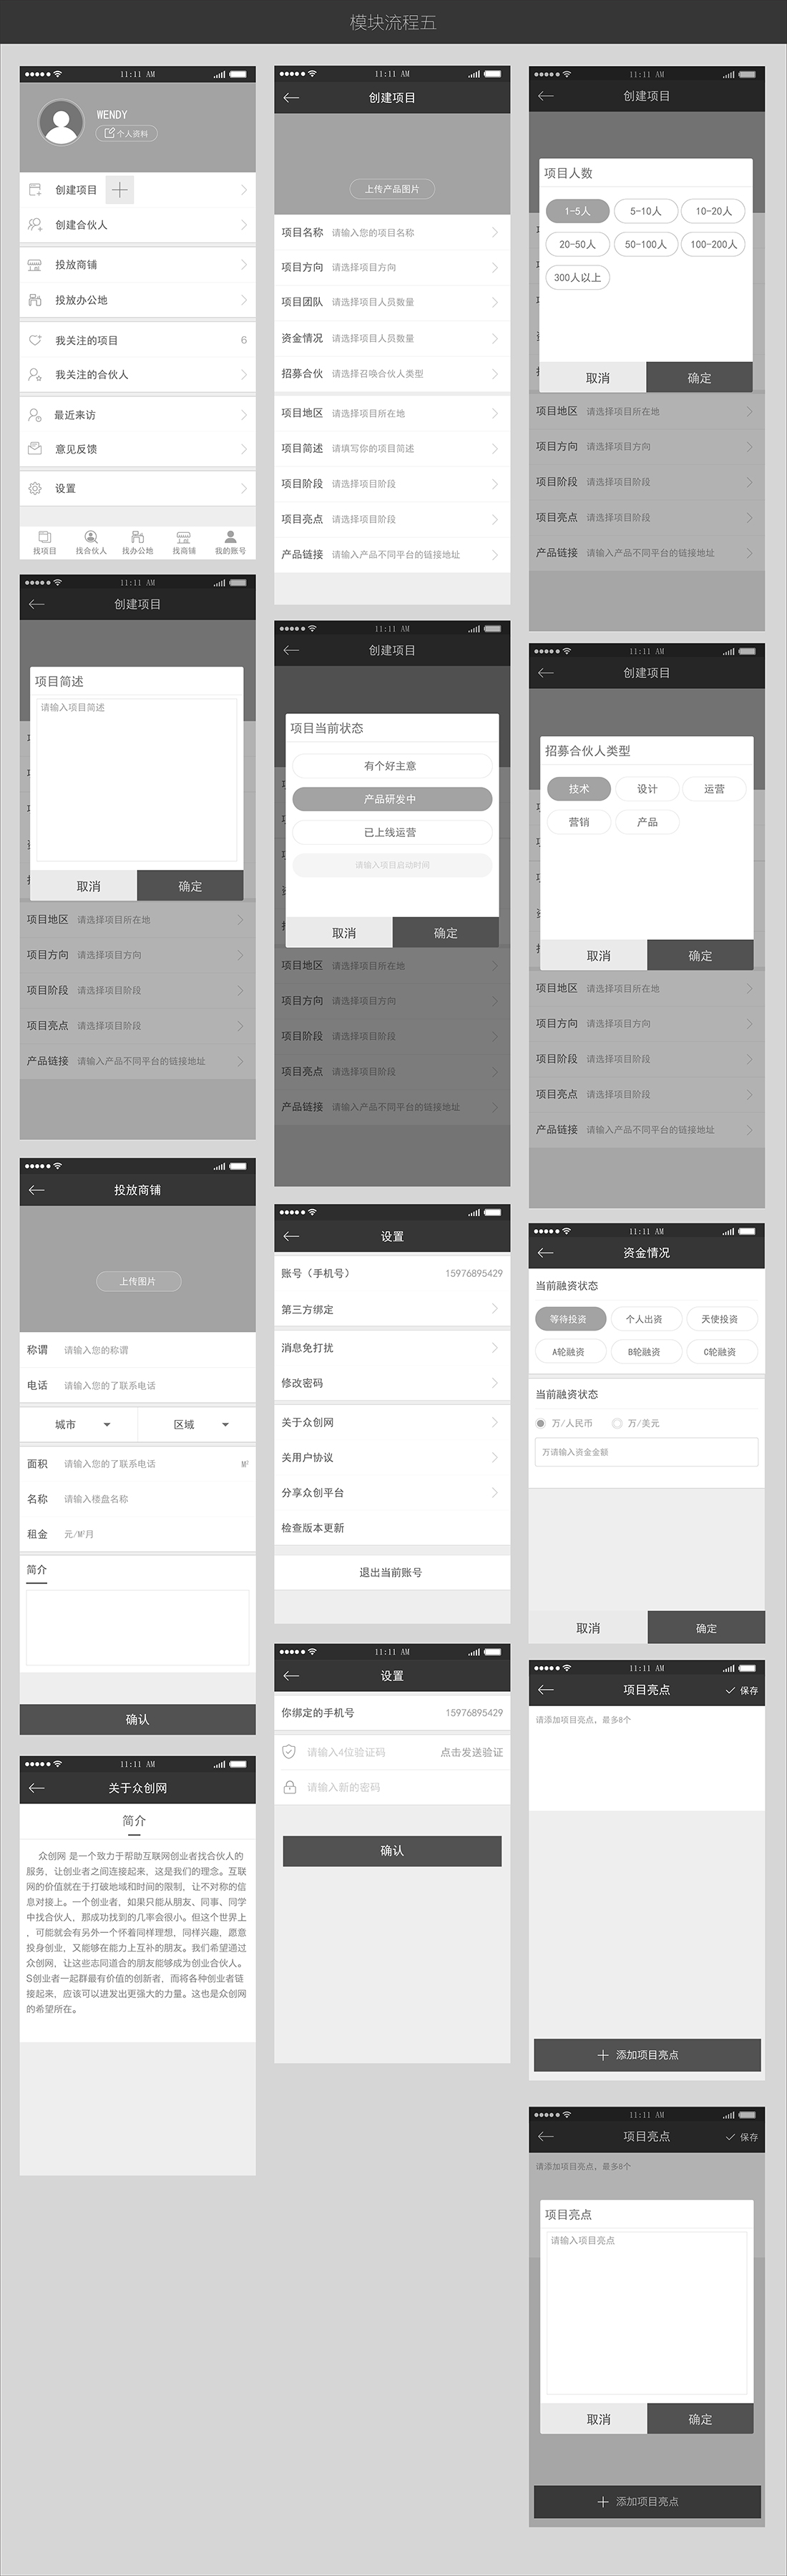 模块流程五
11:11 AM
WENDY
个人资料
创建项目
创建合伙人
投放商铺
投放办公地
我关注的项目 6
我关注的合伙人
最近来访
意见反馈
设置
找项目 找合伙人 找办公地 找商铺 我的账号
11:11 AM
创建项目
上传产品图片
项目名称 请输入您的项目名称
项目方向 请选择项目方向
项目团队 请选择项目人员数量
资金情况 请选择项目人员数量
招募合伙 请选择召唤合伙人类型
项目地区 请选择项目所在地
项目简述 请填写你的项目简述
项目阶段 请选择项目阶段
项目亮点 请选择项目阶段
产品链接 请输入产品不同平台的链接地址
11:11 AM
创建项目
项目人数
1-5人 5-10人 10-20人
20-50人 50-100人 100-200人
300人以上
取消 确定
项目地区 请选择项目所在地
项目方向 请选择项目方向
项目阶段 请选择项目阶段
项目亮点 请选择项目阶段
产品链接 请输入产品不同平台的链接地址
11:11 AM
创建项目
项目简述
请输入项目简述
取消 确定
项目地区 请选择项目所在地
项目方向 请选择项目方向
项目阶段 请选择项目阶段
项目亮点 请选择项目阶段
产品链接 请输入产品不同平台的链接地址
11:11 AM
创建项目
项目当前状态
有个好主意
产品研发中
已上线运营
请输入项目启动时间
取消 确定
项目地区 请选择项目所在地
项目方向 请选择项目方向
项目阶段 请选择项目阶段
项目亮点 请选择项目阶段
产品链接 请输入产品不同平台的链接地址
11:11 AM
创建项目
招募合伙人类型
技术 设计 运营
营销 产品
取消 确定
项目地区 请选择项目所在地
项目方向 请选择项目方向
项目阶段 请选择项目阶段
项目亮点 请选择项目阶段
产品链接 请输入产品不同平台的链接地址
11:11 AM
投放商铺
上传图片
称谓 请输入您的称谓
电话 请输入您的了联系电话
城市 区域
面积 请输入您的了联系电话 M²
名称 请输入楼盘名称
租金 元/M²月
简介
确认
11:11 AM
设置
账号（手机号） 15976895429
第三方绑定
消息免打扰
修改密码
关于众创网
关用户协议
分享众创平台
检查版本更新
退出当前账号
11:11 AM
资金情况
当前融资状态
等待投资 个人出资 天使投资
A轮融资 B轮融资 C轮融资
当前融资状态
万/人民币 万/美元
万请输入资金金额
取消 确定
11:11 AM
设置
你绑定的手机号 15976895429
请输入4位验证码 点击发送验证
请输入新的密码
确认
11:11 AM
项目亮点 保存
请添加项目亮点，最多8个
添加项目亮点
11:11 AM
关于众创网
简介
众创网 是一个致力于帮助互联网创业者找合伙人的
服务，让创业者之间连接起来，这是我们的理念。互联
网的价值就在于打破地域和时间的限制，让不对称的信
息对接上。一个创业者，如果只能从朋友、同事、同学
中找合伙人，那成功找到的几率会很小。但这个世界上
，可能就会有另外一个怀着同样理想，同样兴趣，愿意
投身创业，又能够在能力上互补的朋友。我们希望通过
众创网，让这些志同道合的朋友能够成为创业合伙人。
S创业者一起群最有价值的创新者，而将各种创业者链
接起来，应该可以迸发出更强大的力量。这也是众创网
的希望所在。
11:11 AM
项目亮点 保存
请添加项目亮点，最多8个
项目亮点
请输入项目亮点
取消 确定
添加项目亮点